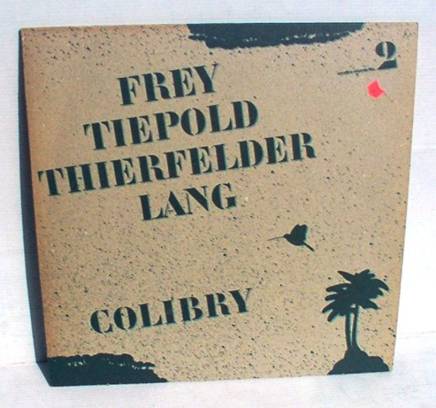 2
FREY
TIEPOLD
THIERFELDER
LANG
COLIBRY